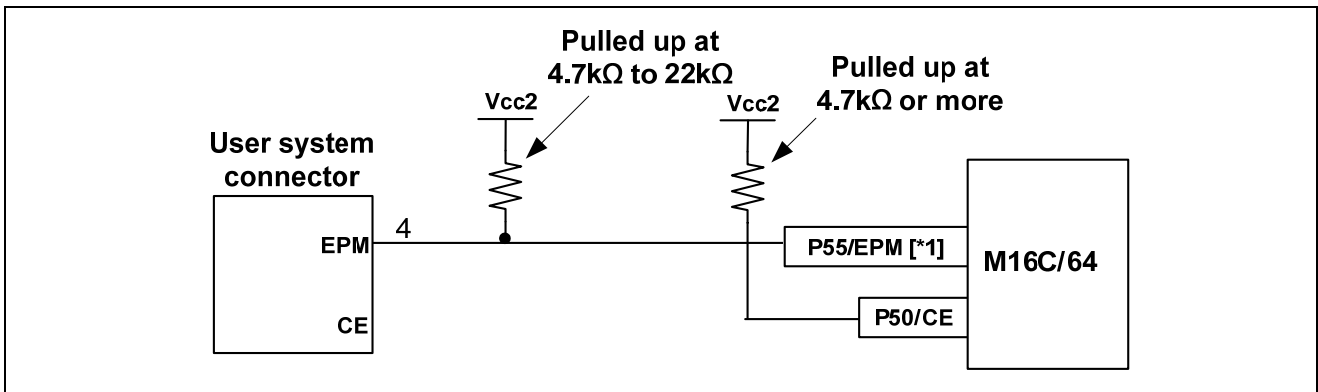 Pulled up at
4.7kΩ to 22kΩ
Pulled up at
4.7kΩ or more
Vcc2
Vcc2
User system
connector
EPM
4
P55/EPM [*1]
M16C/64
CE
P50/CE